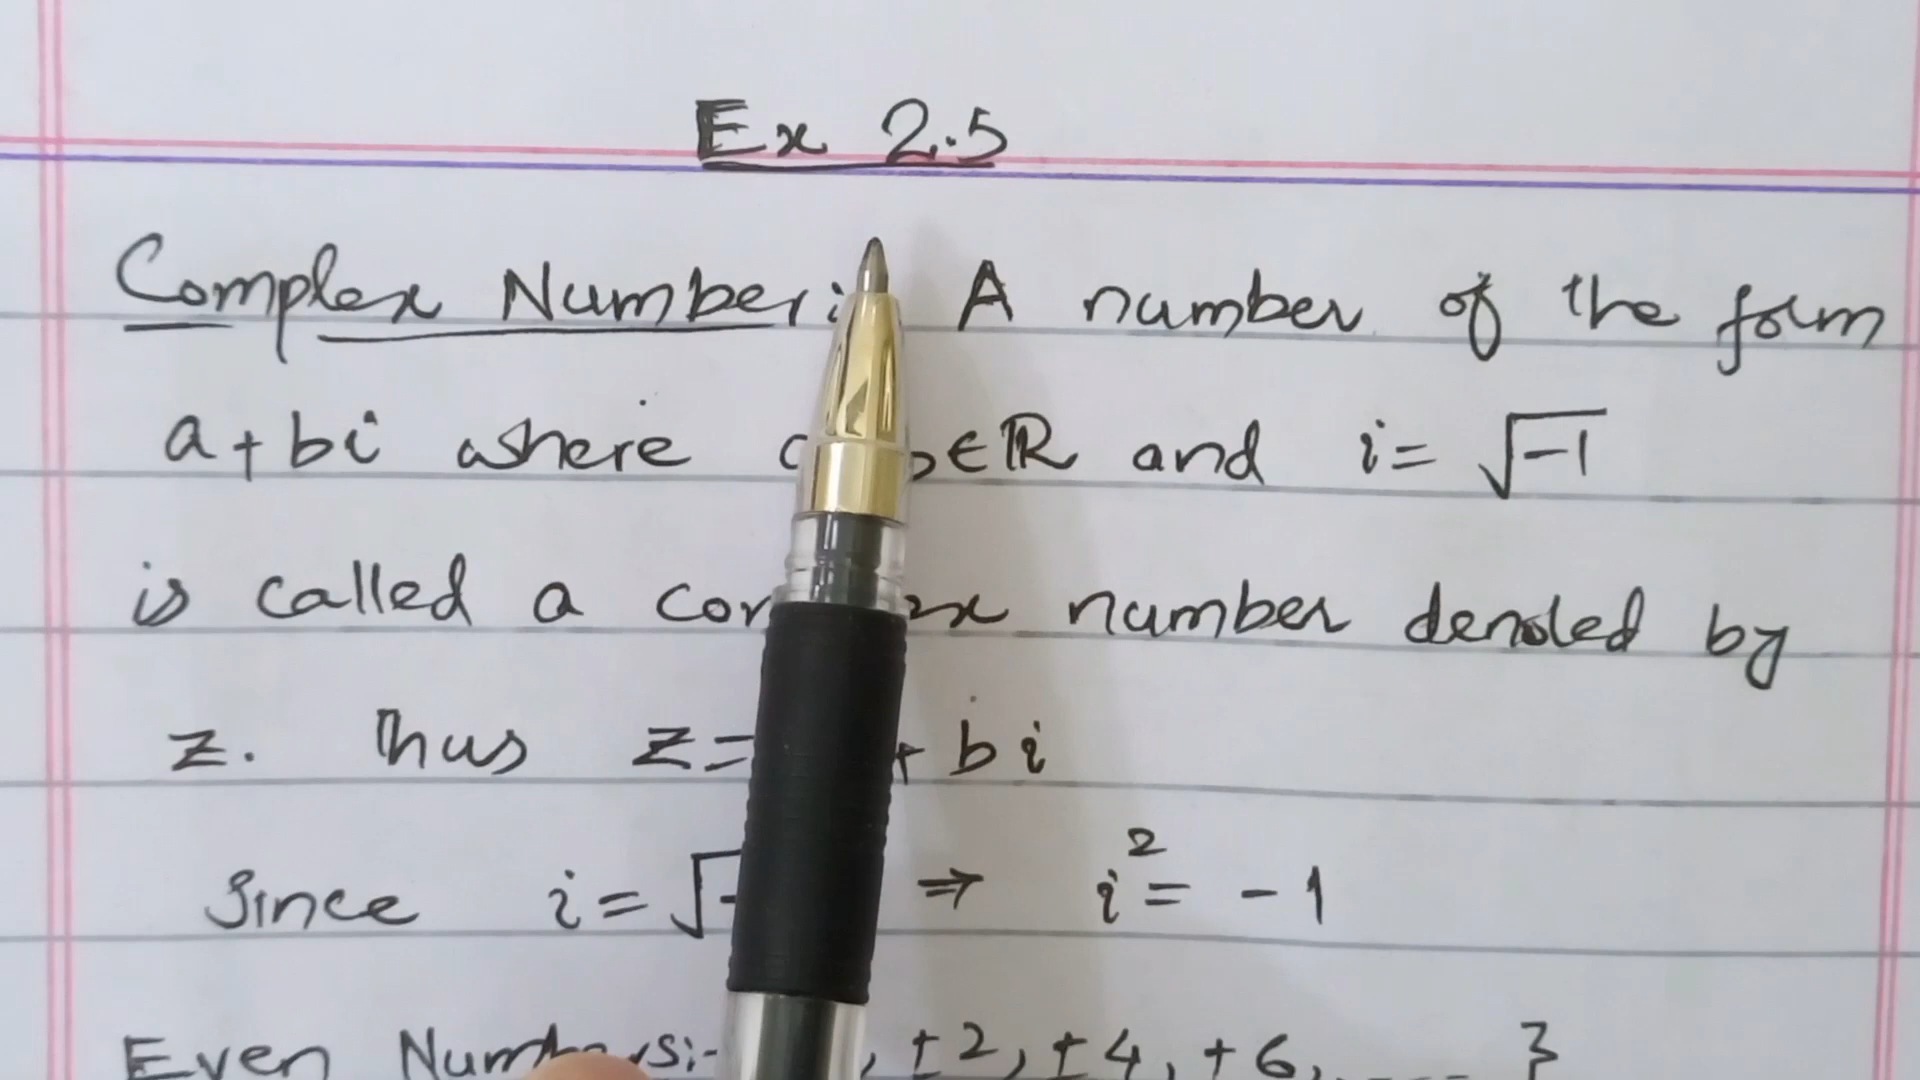 Ex 2.5
Complex Number: A number of the form
a+bi where b∈ℝ and i= √-1
is called a number denoted by
z. Thus z= + bi
Since i=√- ⇒ i²= -1
Even , ±2, ±4, +6, .... }